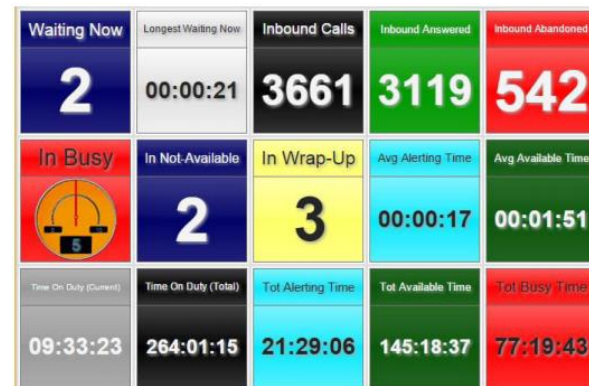 Waiting Now
Longest Waiting Now
Inbound Calls
Inbound Answered
Inbound Abandoned
2
00:00:21
3661
3119
542
In Busy
In Not-Available
In Wrap-Up
Avg Alerting Time
Avg Available Time
5
2
3
00:00:17
00:01:51
Time On Duty (Current)
Time On Duty (Total)
Tot Alerting Time
Tot Available Time
Tot Busy Time
09:33:23
264:01:15
21:29:06
145:18:37
77:19:43